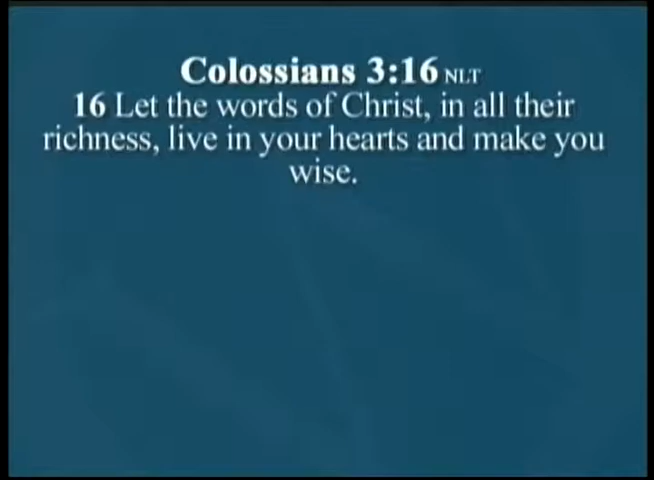 Colossians 3:16 NLT
16 Let the words of Christ, in all their
richness, live in your hearts and make you
wise.